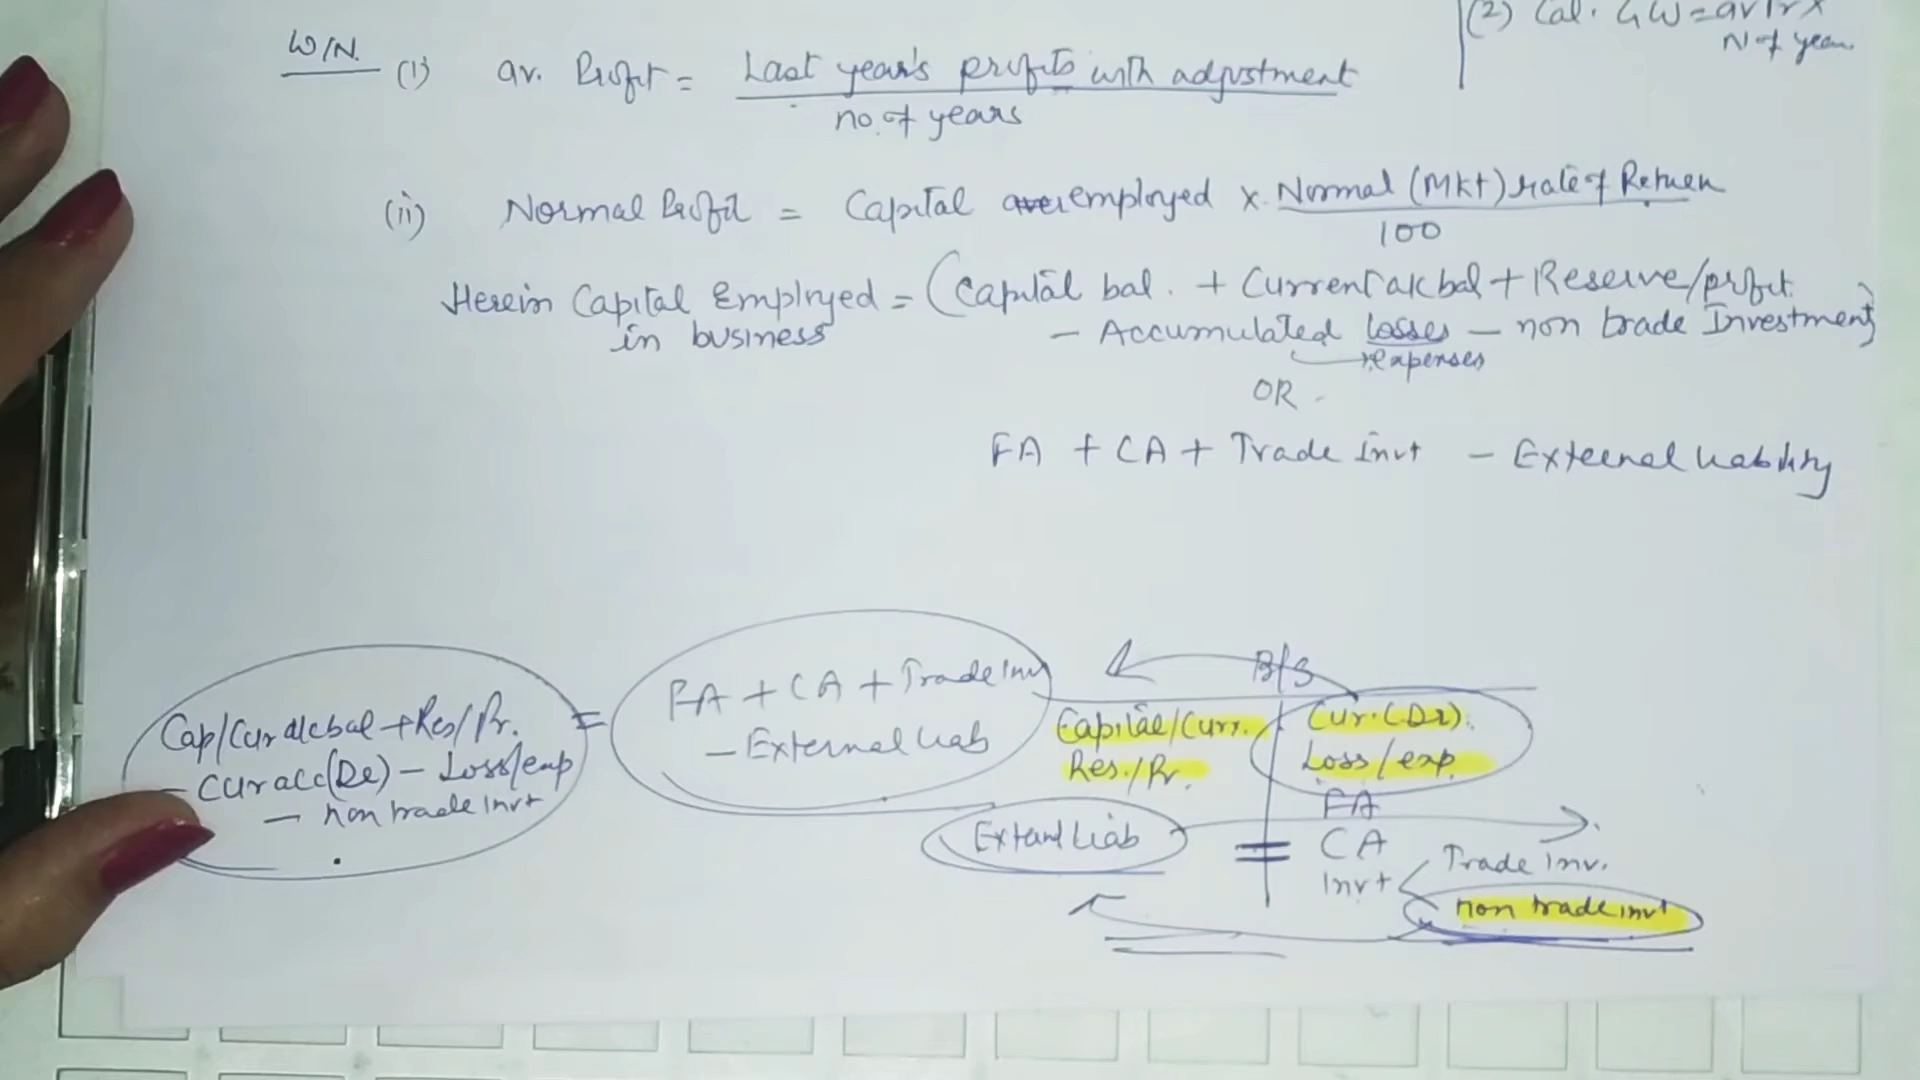 (2) Cal. GW = av Pr x
N of years
W/N.
(i) av. Profit = Last year's profits with adjustment
no. of years
(ii) Normal Profit = Capital employed x Normal (Mkt) rate of Return
100
Herein Capital Employed = (Capital bal. + Current a/c bal + Reserve/profit
in business
- Accumulated losses - non trade Investment)
expenses
OR
FA + CA + Trade Invt - External liability
B/S
FA + CA + Trade Inv
- External liab
Cap/Cur a/c bal + Res/Pr.
- Cur acc (Dr) - Loss/exp
- non trade invt
=
Capital/Curr.
Res./Pr.
Cur. (Dr).
Loss/exp.
FA
CA
Invt
Extanl Liab
=
Trade inv.
non trade invt